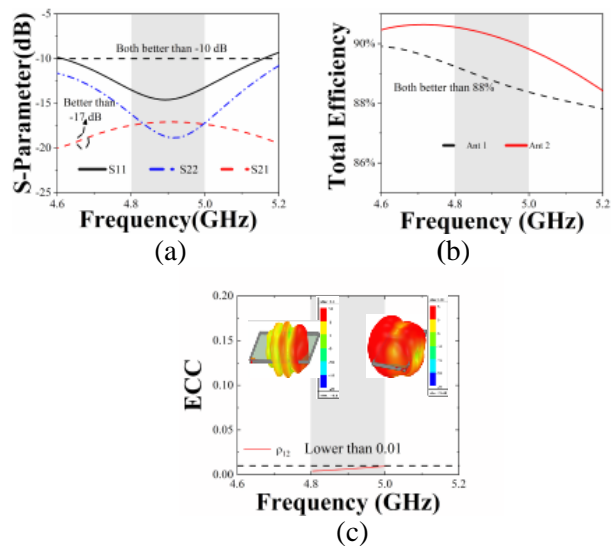 S-Parameter(dB)
0
-5
-10
-15
-20
-25
Both better than -10 dB
Better than
-17 dB
S11 S22 S21
4.6 4.8 5.0 5.2
Frequency(GHz)
(a)
Total Efficiency
90%
88%
86%
Both better than 88%
Ant 1 Ant 2
4.6 4.8 5.0 5.2
Frequency(GHz)
(b)
ECC
0.20
0.15
0.10
0.05
0.00
ρ12 Lower than 0.01
4.6 4.8 5.0 5.2
Frequency (GHz)
(c)